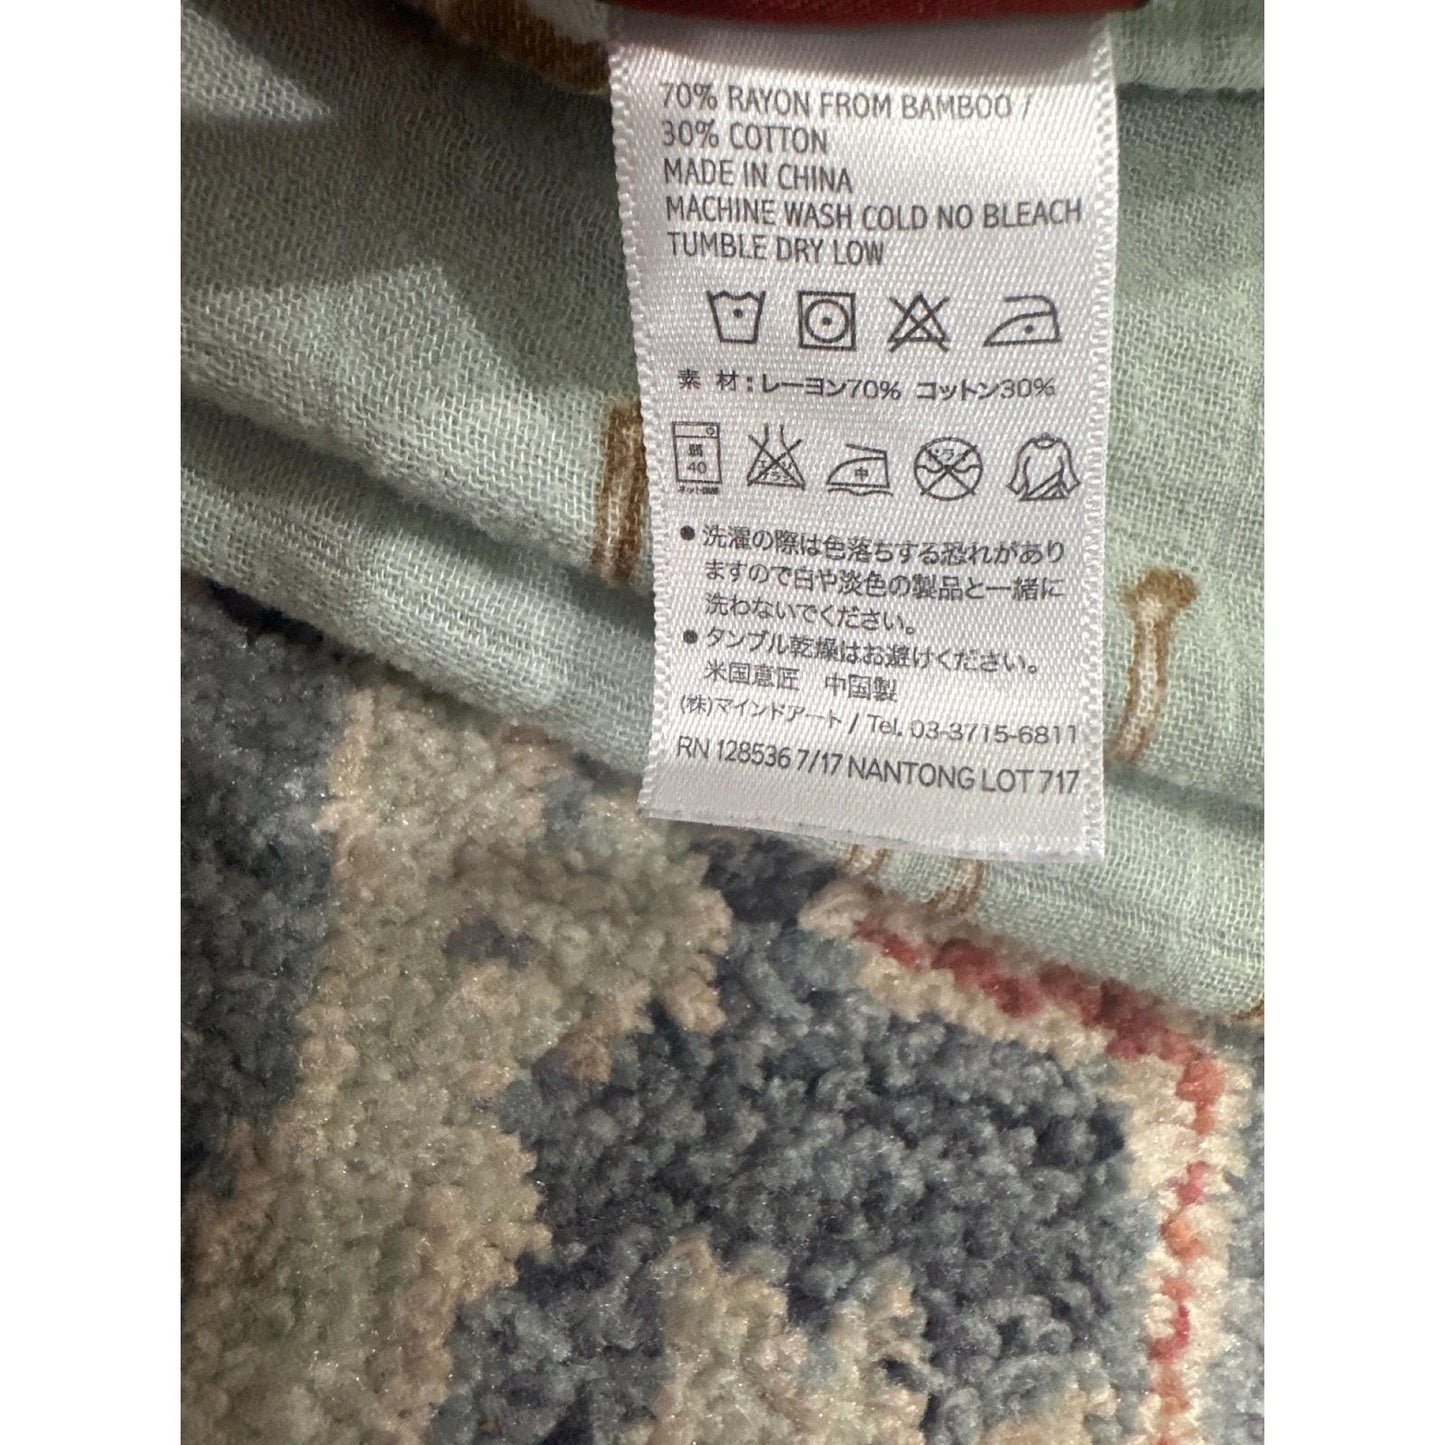 70% RAYON FROM BAMBOO /
30% COTTON
MADE IN CHINA
MACHINE WASH COLD NO BLEACH
TUMBLE DRY LOW
素 材：レーヨン70% コットン30%
弱
40
中
● 洗濯の際は色落ちする恐れがあり
ますので白や淡色の製品と一緒に
洗わないでください。
● タンブル乾燥はお避けください。
米国意匠 中国製
(株)マインドアート / Tel. 03-3715-6811
RN 128536 7/17 NANTONG LOT 717